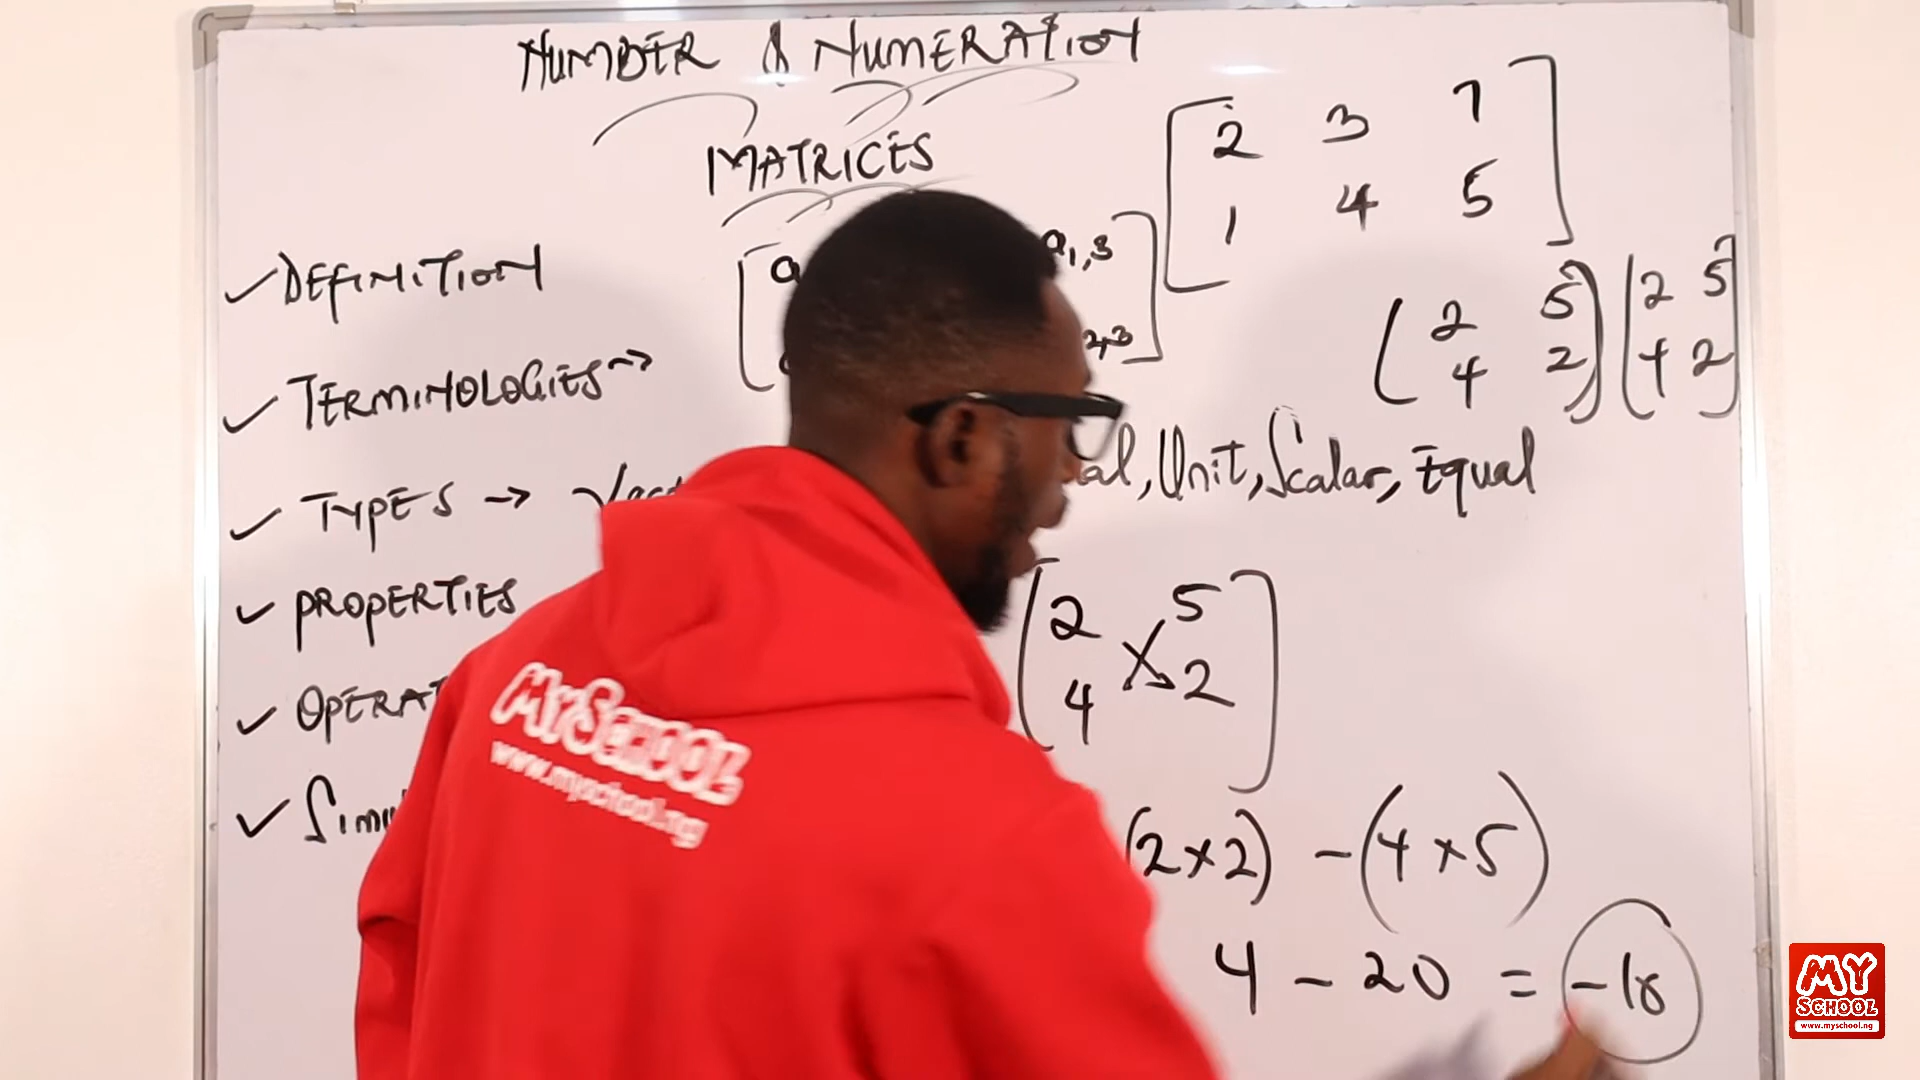 NUMBER & NUMERATION
MATRICES
2 3 7
1 4 5
✓ DEFINITION
a1,3
2,3
2 5
4 2
2 5
4 2
✓ TERMINOLOGIES →
✓ TYPES →
al, Unit, Scalar, Equal
✓ PROPERTIES
2 5
4 2
✓ OPERAT
✓ Simu
(2×2) - (4×5)
4 - 20 = -18
MYSCHOOL
www.myschool.ng
MY
SCHOOL
www.myschool.ng